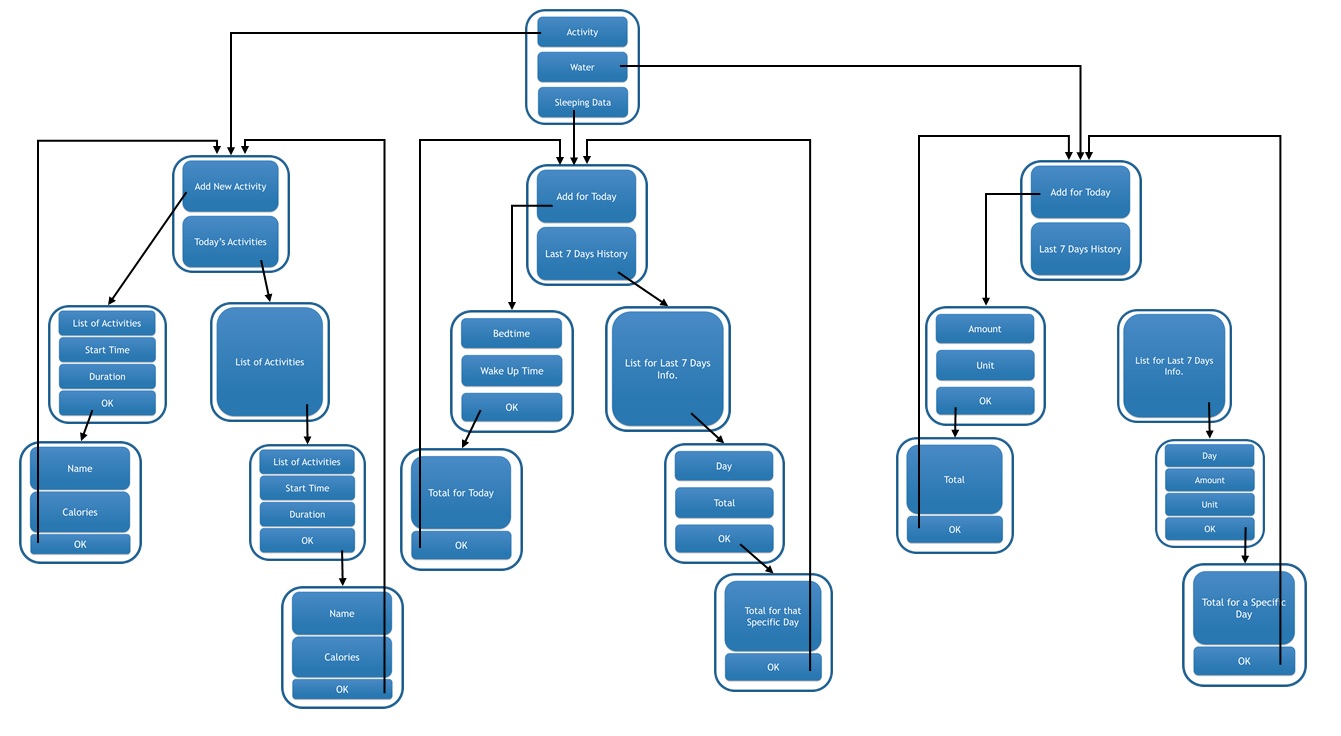 Activity
Water
Sleeping Data
Add New Activity
Today's Activities
Add for Today
Last 7 Days History
Add for Today
Last 7 Days History
List of Activities
Start Time
Duration
OK
List of Activities
Bedtime
Wake Up Time
OK
List for Last 7 Days
Info.
Amount
Unit
OK
List for Last 7 Days
Info.
Name
Calories
OK
List of Activities
Start Time
Duration
OK
Total for Today
OK
Day
Total
OK
Total
OK
Day
Amount
Unit
OK
Name
Calories
OK
Total for that
Specific Day
OK
Total for a Specific
Day
OK